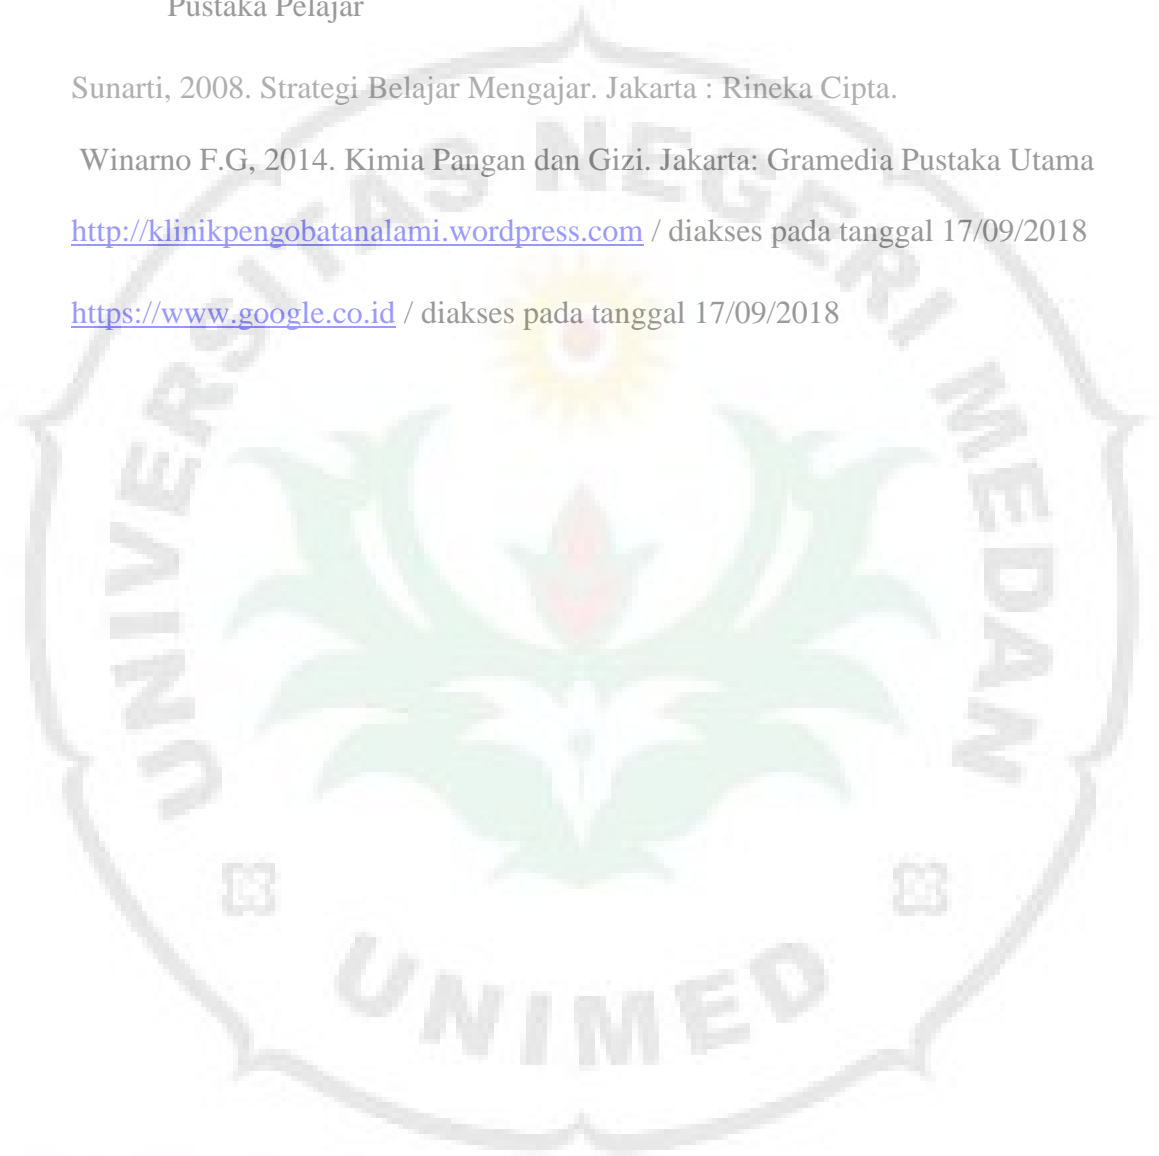 Pustaka Pelajar
Sunarti, 2008. Strategi Belajar Mengajar. Jakarta : Rineka Cipta.
Winarno F.G, 2014. Kimia Pangan dan Gizi. Jakarta: Gramedia Pustaka Utama
http://klinikpengobatanalami.wordpress.com / diakses pada tanggal 17/09/2018
https://www.google.co.id / diakses pada tanggal 17/09/2018
UNIVERSITAS NEGERI MEDAN
UNIMED